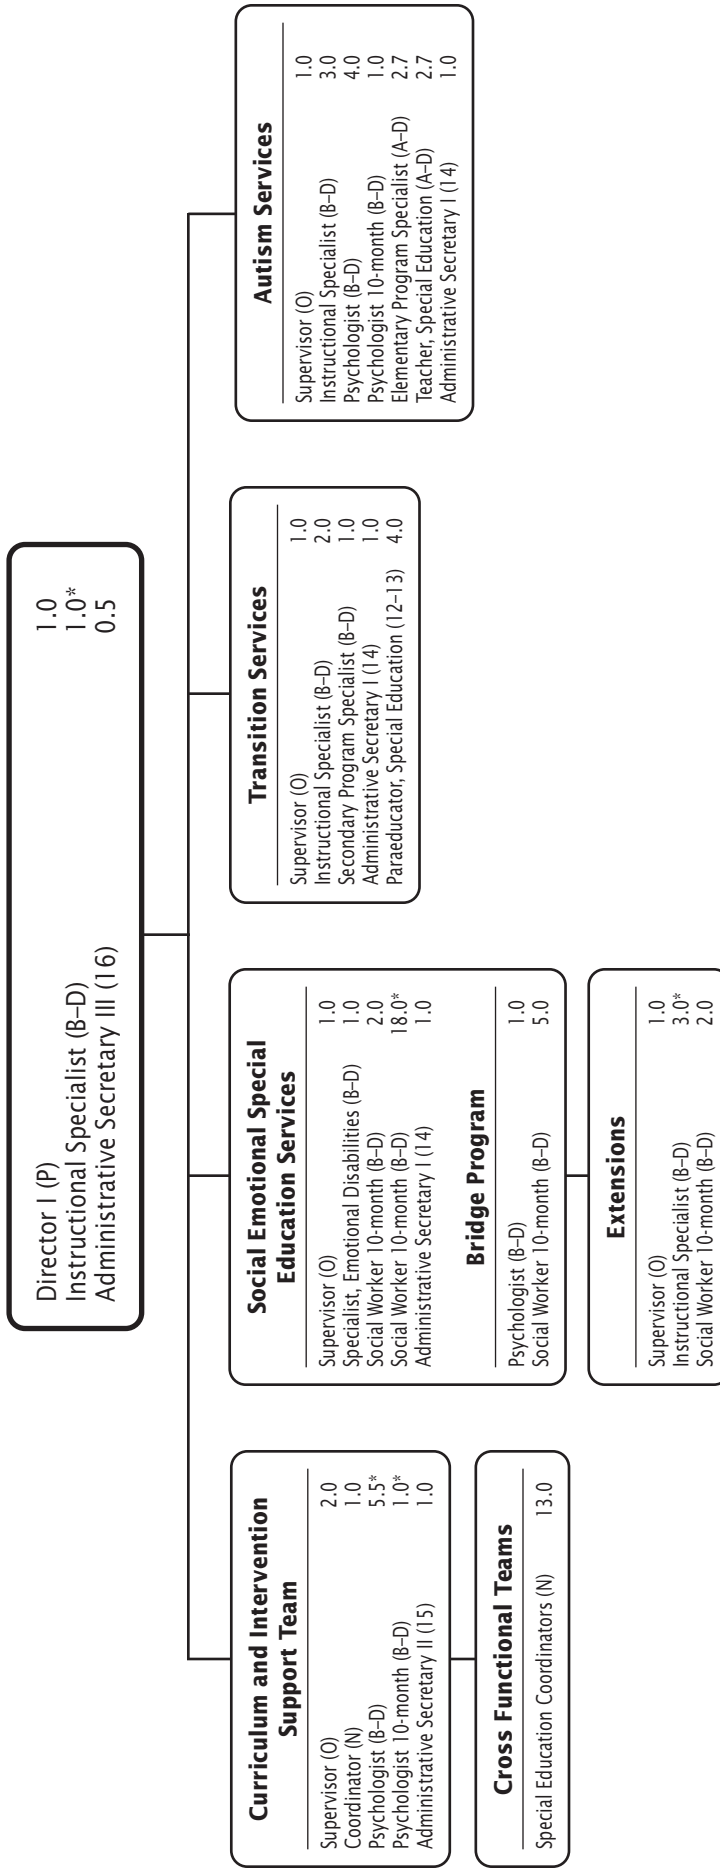 Director I (P) 1.0
Instructional Specialist (B–D) 1.0*
Administrative Secretary III (16) 0.5
Curriculum and Intervention
Support Team
Supervisor (O) 2.0
Coordinator (N) 1.0
Psychologist (B–D) 5.5*
Psychologist 10-month (B–D) 1.0*
Administrative Secretary II (15) 1.0
Cross Functional Teams
Special Education Coordinators (N) 13.0
Social Emotional Special
Education Services
Supervisor (O) 1.0
Specialist, Emotional Disabilities (B–D) 1.0
Social Worker 10-month (B–D) 2.0
Social Worker 10-month (B–D) 18.0*
Administrative Secretary I (14) 1.0
Bridge Program
Psychologist (B–D) 1.0
Social Worker 10-month (B–D) 5.0
Extensions
Supervisor (O) 1.0
Instructional Specialist (B–D) 3.0*
Social Worker 10-month (B–D) 2.0
Transition Services
Supervisor (O) 1.0
Instructional Specialist (B–D) 2.0
Secondary Program Specialist (B–D) 1.0
Administrative Secretary I (14) 1.0
Paraeducator, Special Education (12–13) 4.0
Autism Services
Supervisor (O) 1.0
Instructional Specialist (B–D) 3.0
Psychologist (B–D) 4.0
Psychologist 10-month (B–D) 1.0
Elementary Program Specialist (A–D) 2.7
Teacher, Special Education (A–D) 2.7
Administrative Secretary I (14) 1.0